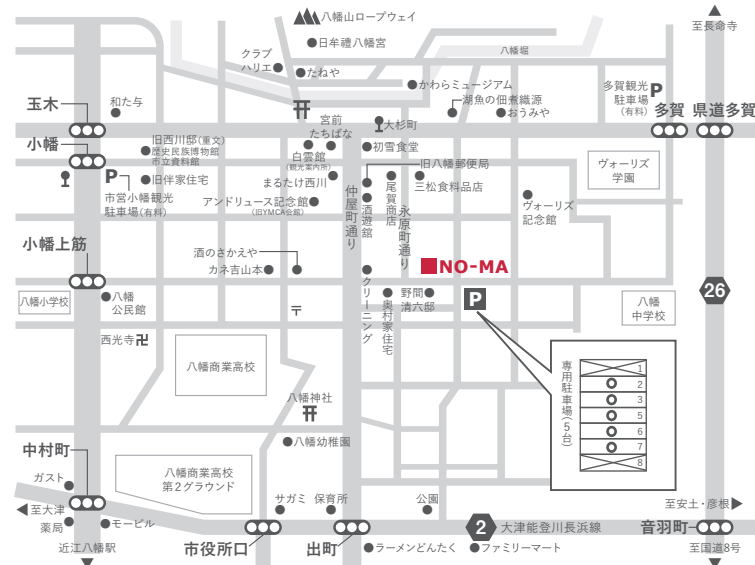 八幡山ロープウェイ
至長命寺
日牟禮八幡宮
八幡堀
クラブ
ハリエ
たねや
かわらミュージアム
多賀観光
駐車場
(有料)
P
玉木
和た与
湖魚の佃煮織源
おうみや
多賀
県道多賀
大杉町
宮前
たちばな
小幡
旧西川邸(重文)
歴史民族博物館
市立資料館
白雲館
(観光案内所)
初雪食堂
旧八幡郵便局
ヴォーリズ
学園
P
市営小幡観光
駐車場(有料)
旧伴家住宅
まるたけ西川
アンドリュース記念館
(旧YMCA会館)
仲屋町通り
酒遊館
尾賀商店
永原町通り
三松食料品店
ヴォーリズ
記念館
小幡上筋
酒のさかえや
カネ吉山本
NO-MA
26
八幡小学校
八幡
公民館
〒
クリーニング
奥村家住宅
野間
清六邸
P
八幡
中学校
西光寺卍
八幡商業高校
専用駐車場(5台)
1
2
3
5
6
7
8
八幡神社
八幡幼稚園
中村町
ガスト
八幡商業高校
第2グラウンド
至大津
薬局
モービル
サガミ
保育所
公園
至安土・彦根
2
大津能登川長浜線
近江八幡駅
市役所口
出町
ラーメンどんたく
ファミリーマート
音羽町
至国道8号